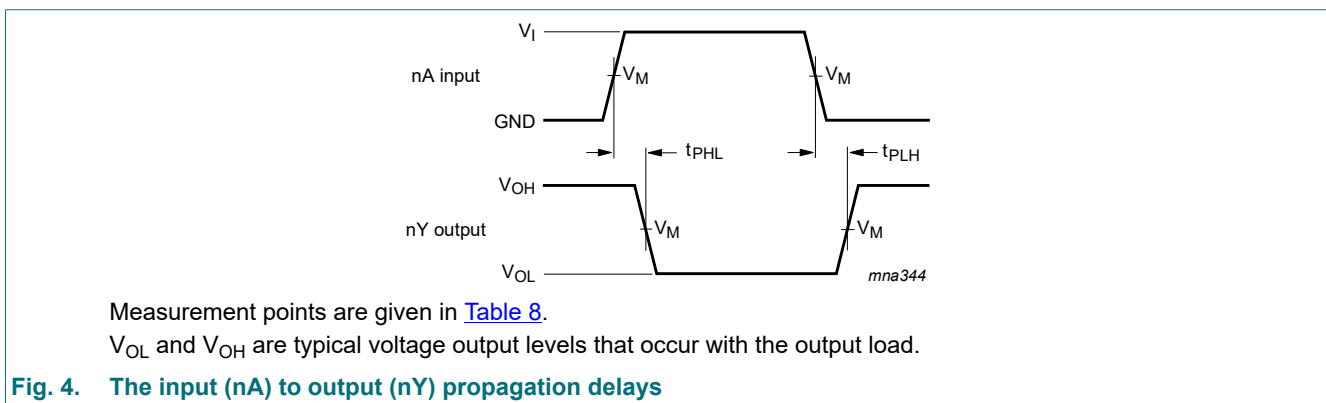 V_I
nA input
V_M
V_M
GND
t_PHL
t_PLH
V_OH
nY output
V_M
V_M
V_OL
mna344
Measurement points are given in Table 8.
V_OL and V_OH are typical voltage output levels that occur with the output load.
Fig. 4. The input (nA) to output (nY) propagation delays